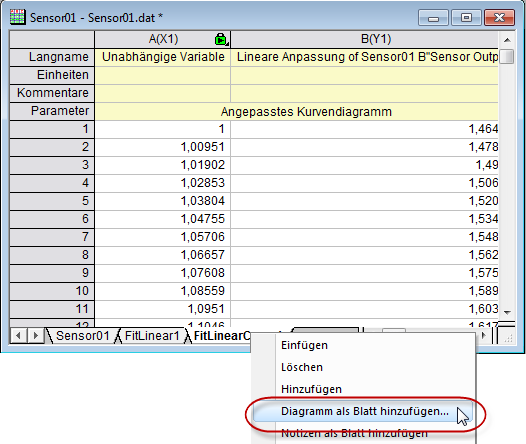 Sensor01 - Sensor01.dat *
A(X1) B(Y1)
Langname Unabhängige Variable Lineare Anpassung of Sensor01 B"Sensor Outp
Einheiten
Kommentare
Parameter Angepasstes Kurvendiagramm
1 1 1,464
2 1,00951 1,478
3 1,01902 1,49
4 1,02853 1,506
5 1,03804 1,520
6 1,04755 1,534
7 1,05706 1,548
8 1,06657 1,562
9 1,07608 1,575
10 1,08559 1,589
11 1,0951 1,603
12 1,1046 1,617
Sensor01 FitLinear1 FitLinearC
Einfügen
Löschen
Hinzufügen
Diagramm als Blatt hinzufügen...
Notizen als Blatt hinzufügen